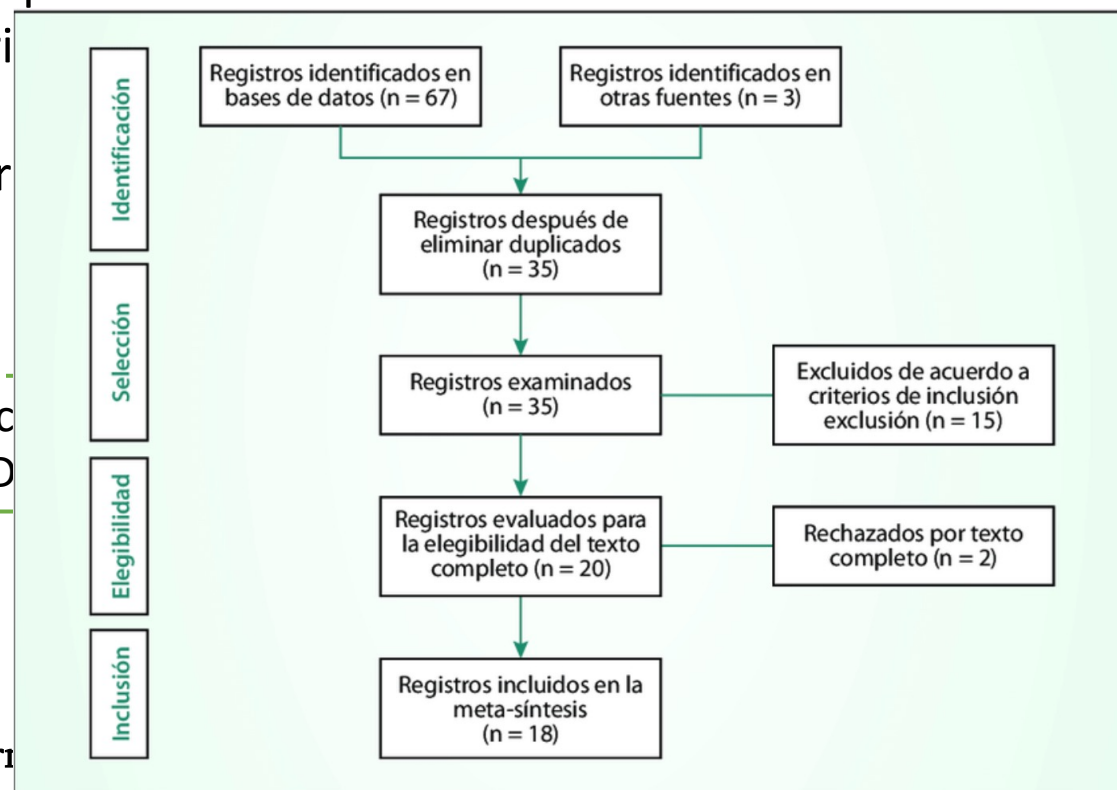 Identificación
Registros identificados en
bases de datos (n = 67)
Registros identificados en
otras fuentes (n = 3)
Registros después de
eliminar duplicados
(n = 35)
Selección
Registros examinados
(n = 35)
Excluidos de acuerdo a
criterios de inclusión
exclusión (n = 15)
Elegibilidad
Registros evaluados para
la elegibilidad del texto
completo (n = 20)
Rechazados por texto
completo (n = 2)
Inclusión
Registros incluidos en la
meta-síntesis
(n = 18)